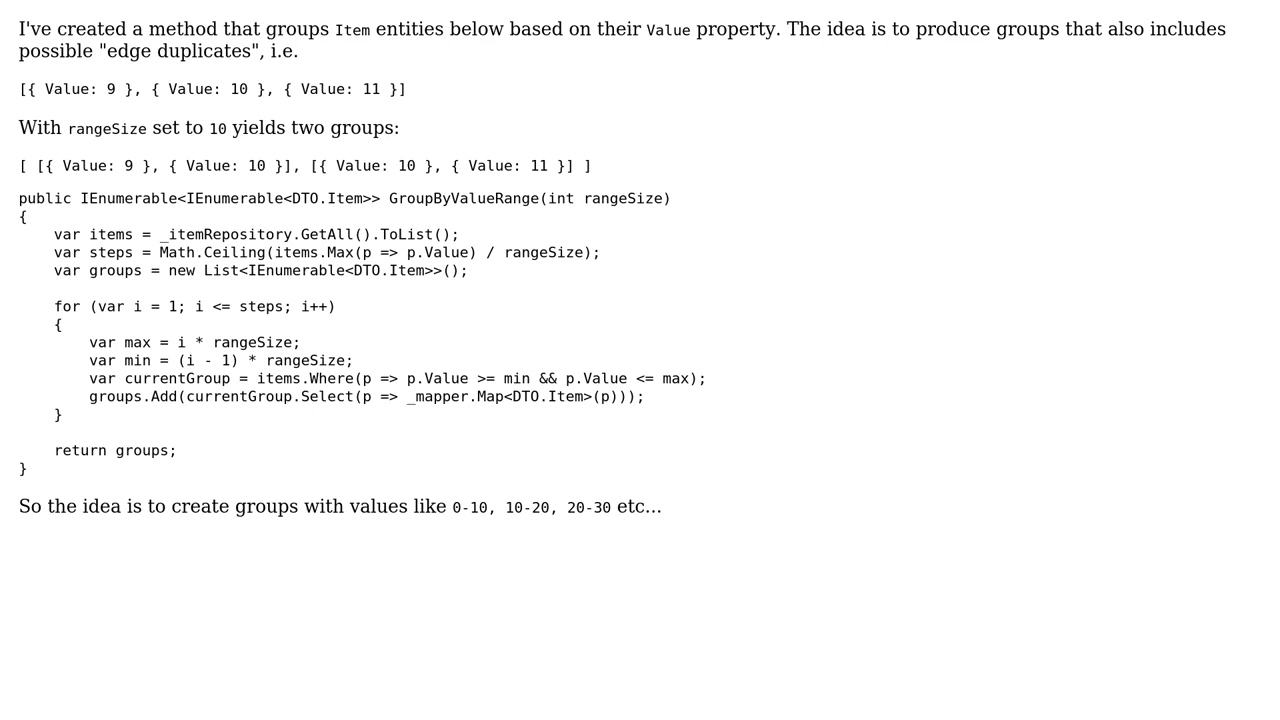 I've created a method that groups Item entities below based on their Value property. The idea is to produce groups that also includes
possible "edge duplicates", i.e.
[{ Value: 9 }, { Value: 10 }, { Value: 11 }]
With rangeSize set to 10 yields two groups:
[ [{ Value: 9 }, { Value: 10 }], [{ Value: 10 }, { Value: 11 }] ]
public IEnumerable<IEnumerable<DTO.Item>> GroupByValueRange(int rangeSize)
{
    var items = _itemRepository.GetAll().ToList();
    var steps = Math.Ceiling(items.Max(p => p.Value) / rangeSize);
    var groups = new List<IEnumerable<DTO.Item>>();

    for (var i = 1; i <= steps; i++)
    {
        var max = i * rangeSize;
        var min = (i - 1) * rangeSize;
        var currentGroup = items.Where(p => p.Value >= min && p.Value <= max);
        groups.Add(currentGroup.Select(p => _mapper.Map<DTO.Item>(p)));
    }

    return groups;
}
So the idea is to create groups with values like 0-10, 10-20, 20-30 etc...